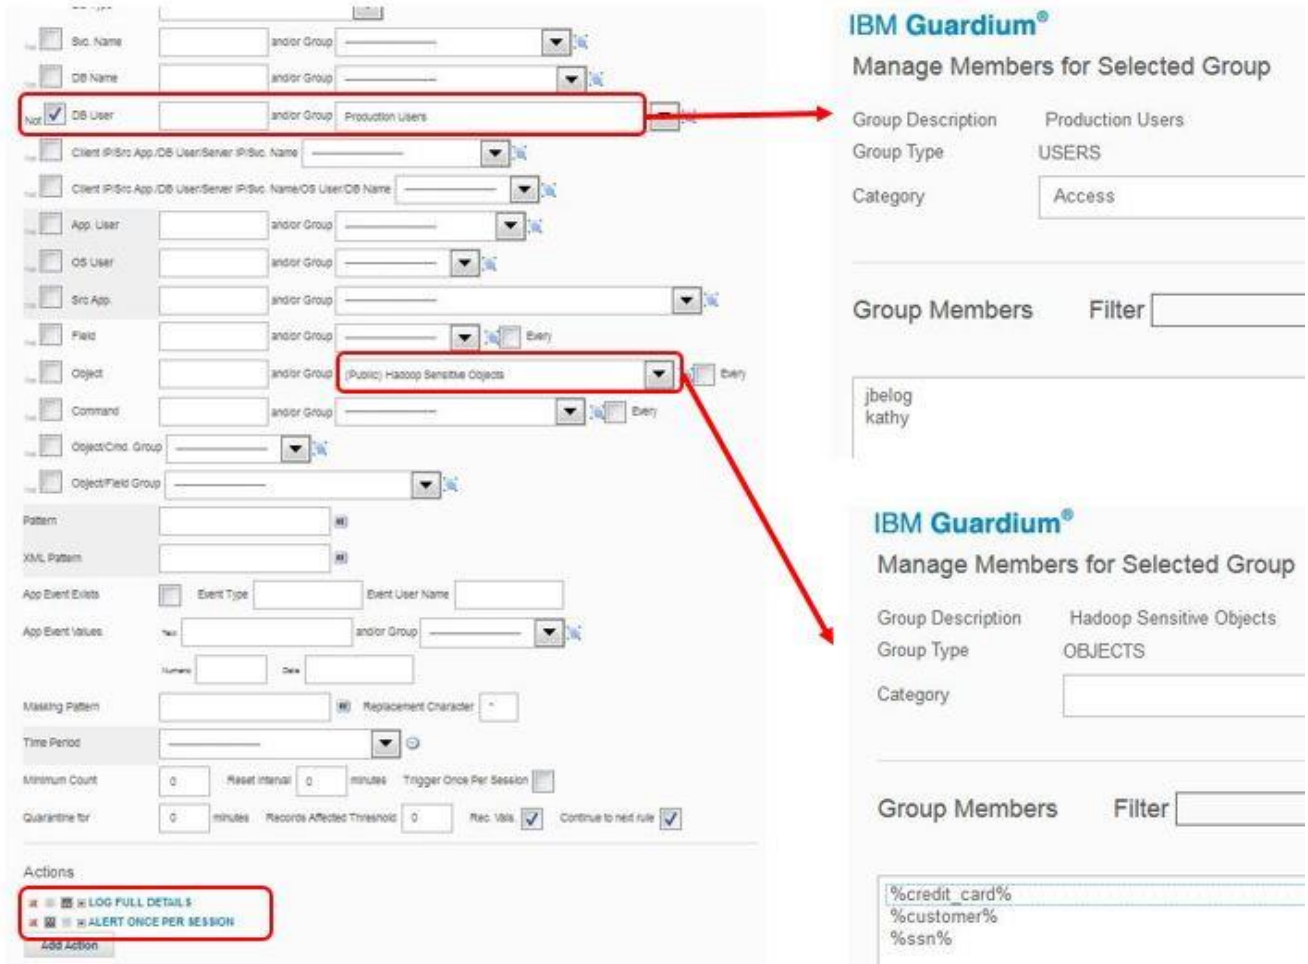 Svc. Name and/or Group
DB Name and/or Group
Not DB User and/or Group Production Users
Client IP/Src App./DB User/Server IP/Svc. Name
Client IP/Src App./DB User/Server IP/Svc. Name/OS User/DB Name
App. User and/or Group
OS User and/or Group
Src App. and/or Group
Field and/or Group Every
Object and/or Group (Public) Hadoop Sensitive Objects Every
Command and/or Group Every
Object/Cmd. Group
Object/Field Group
Pattern
XML Pattern
App Event Exists Event Type Event User Name
App Event Values Text and/or Group
Numeric Date
Masking Pattern Replacement Character *
Time Period
Minimum Count 0 Reset Interval 0 minutes Trigger Once Per Session
Quarantine for 0 minutes Records Affected Threshold 0 Rec. Vals. Continue to next rule
Actions
LOG FULL DETAILS
ALERT ONCE PER SESSION
Add Action
IBM Guardium®
Manage Members for Selected Group
Group Description Production Users
Group Type USERS
Category Access
Group Members Filter
jbelog
kathy
IBM Guardium®
Manage Members for Selected Group
Group Description Hadoop Sensitive Objects
Group Type OBJECTS
Category
Group Members Filter
%credit_card%
%customer%
%ssn%